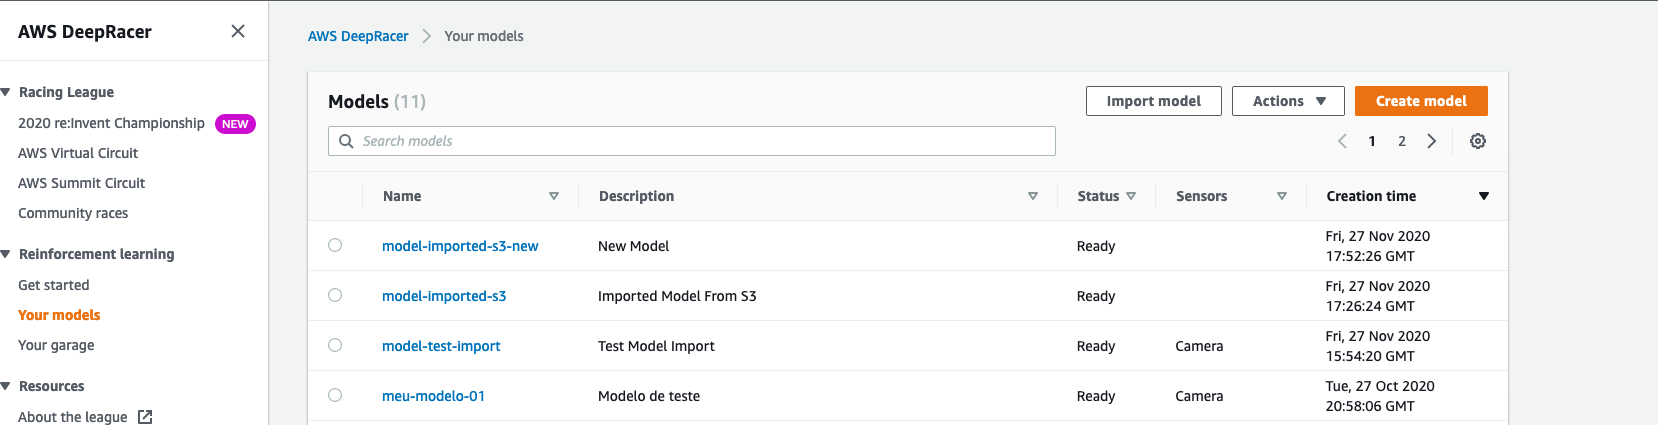 AWS DeepRacer
Racing League
2020 re:Invent Championship NEW
AWS Virtual Circuit
AWS Summit Circuit
Community races
Reinforcement learning
Get started
Your models
Your garage
Resources
About the league
AWS DeepRacer > Your models
Models (11)
Import model Actions Create model
Search models
1 2
Name Description Status Sensors Creation time
model-imported-s3-new New Model Ready Fri, 27 Nov 2020
17:52:26 GMT
model-imported-s3 Imported Model From S3 Ready Fri, 27 Nov 2020
17:26:24 GMT
model-test-import Test Model Import Ready Camera Fri, 27 Nov 2020
15:54:20 GMT
meu-modelo-01 Modelo de teste Ready Camera Tue, 27 Oct 2020
20:58:06 GMT